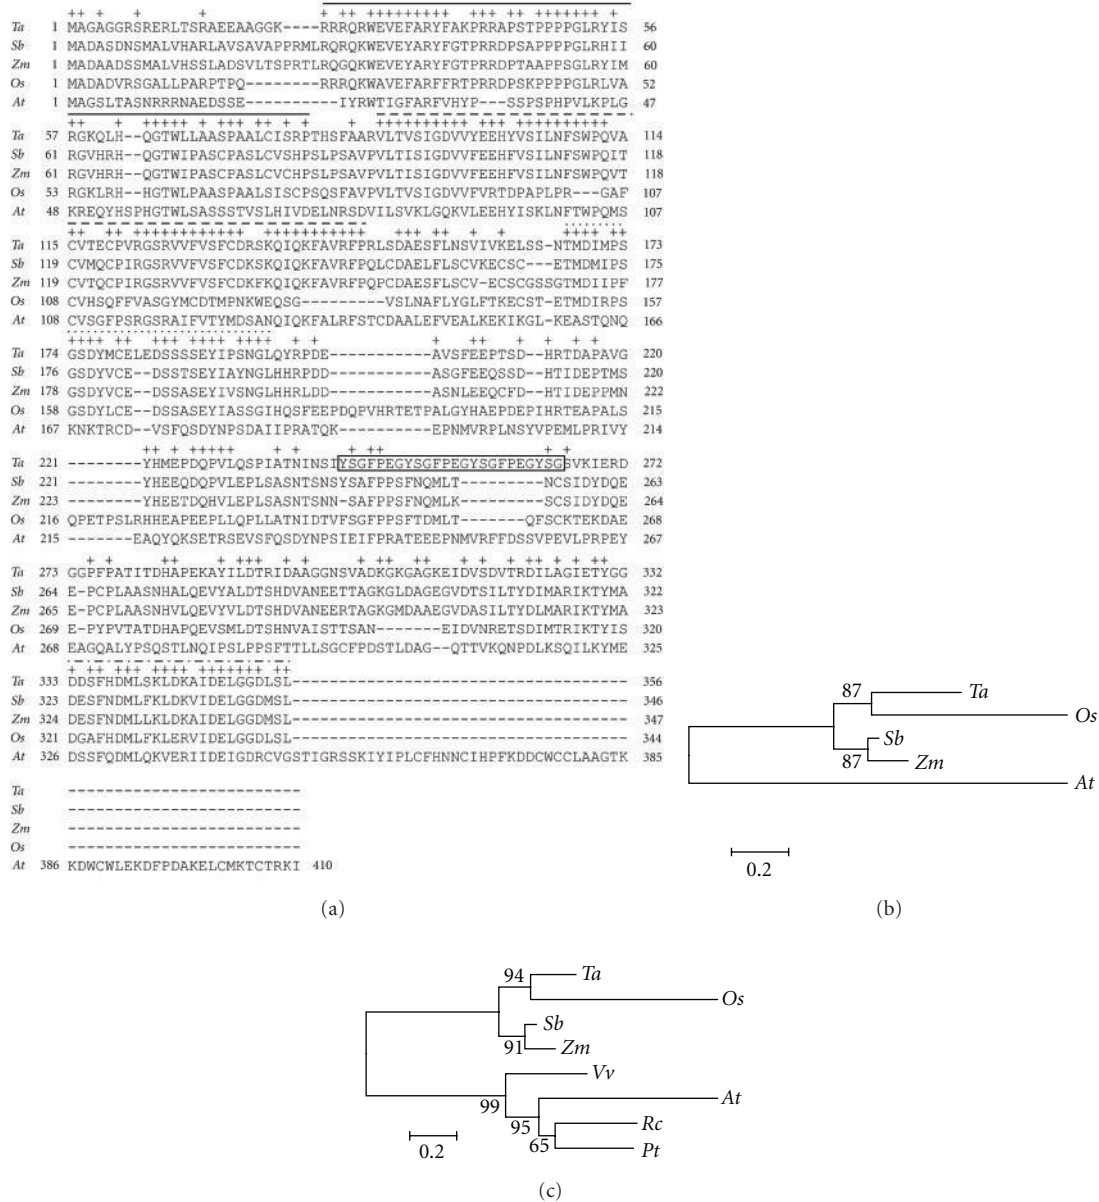 Ta 1 MAGAGGRSRERLTSRAEEAAGGK----RRRQRWEVEFARYFAKPRRAPSTPPPPGLRYIS 56
Sb 1 MADASDNSMALVHARLAVSAVAPPRMLRQRQKWEVEYARYFGTPRRDPSAPPPPGLRHII 60
Zm 1 MADAADSSMALVHSSLADSVLTSPRTLRQGQKWEVEYARYFGTPRRDPTAAPPSGLRYIM 60
Os 1 MADADVRSGALLPARPTPQ--------RRRQKWAVEFARFFRTPRRDPSKPPPPGLRLVA 52
At 1 MAGSLTASNRRRNAEDSSE----------IYRWTIGFARFVHYP---SSPSPHPVLKPLG 47
Ta 57 RGKQLH--QGTWLLAASPAALCISRPTHSFAARVLTVSIGDVVYEEHYVSILNFSWPQVA 114
Sb 61 RGVHRH--QGTWIPASCPASLCVSHPSLPSAVPVLTISIGDVVFEEHFVSILNFSWPQIT 118
Zm 61 RGVHRH--QGTWIPASCPASLCVCHPSLPSAVPVLTISIGDVVFEEHFVSILNFSWPQVT 118
Os 53 RGKLRH--HGTWLPAASPAALSISCPSQSFAVPVLTVSIGDVVFVRTDPAPLPR---GAF 107
At 48 KREQYHSPHGTWLSASSSTVSLHIVDELNRSDVILSVKLGQKVLEEHYISKLNFTWPQMS 107
Ta 115 CVTECPVRGSRVVFVSFCDRSKQIQKFAVRFPRLSDAESFLNSVIVKELSS-NTMDIMPS 173
Sb 119 CVMQCPIRGSRVVFVSFCDKSKQIQKFAVRFPQLCDAELFLSCVKECSC--ETMDMIPS 175
Zm 119 CVTQCPIRGSRVVFVSFCDKFKQIQKFAVRFPQPCDAEFLSCV-ECSCGSSGTMDIIPF 177
Os 108 CVHSQFFVASGYMCDTMPNKWEQSG---------VSLNAFLYGLFTKECST-ETMDIRPS 157
At 108 CVSGFPSRGSRAIFVTYMDSANQIQKFALRFSTCDAALEFVEALKEKIKGL-KEASTQNQ 166
Ta 174 GSDYMCELEDSSSSEYIPSNGLQYRPDE-----------AVSFEEPTSD--HRTDAPAVG 220
Sb 176 GSDYVCE--DSSTSEYIAYNGLHHRPDD-----------ASGFEEQSSD--HTIDEPTMS 220
Zm 178 GSDYVCE--DSSASEYIVSNGLHHRLDD-----------ASNLEEQCFD--HTIDEPPMN 222
Os 158 GSDYLCE--DSSASEYIASSGIHQSFEEPDQPVHRTETPALGYHAEPDEPIHRTEAPALS 215
At 167 KNKTRCD--VSFQSDYNPSDAIIPRATQK----------EPNMVRPLNSYVPEMLPRIVY 214
Ta 221 --------YHMEPDQPVLQSPIATNINSIYSGFPEGYSGFPEGYSGFPEGYSGSVKIERD 272
Sb 221 --------YHEEQDQPVLEPLSASNTSNSYSAFPPSFNQMLT---------NCSIDYDQE 263
Zm 223 --------YHEETDQHVLEPLSASNTSNN-SAFPPSFNQMLK---------SCSIDYDQE 264
Os 216 QPETPSLRHHEAPEEPLLQPLLATNIDTVFSGFPPSFTDMLT-------QFSCKTEKDAE 268
At 215 -------EAQYQKSETRSEVSFQSDYNPSIEIFPRATEEEPNMVRFFDSSVPEVLPRPEY 267
Ta 273 GGPFPATITDHAPEKAYILDTRIDAAGGNSVADKGKGAGKEIDVSDVTRDILAGIETYGG 332
Sb 264 E-PCPLAASNHALQEVYALDTSHDVANEETTAGKGLDAGEGVDTSILTYDLMARIKTYMA 322
Zm 265 E-PCPLAASNHVLQEVYVLDTSHDVANEERTAGKGMDAAEGVDASILTYDLMARIKTYMA 323
Os 269 E-PYPVTATDHAPQEVSMLDTSHNVAISTTSAN-------EIDVNRETSDIMTRIKTYIS 320
At 268 EAGQALYPSQSTLNQIPSLPPSFTTLLSGCFPDSTLDAG--QTTVKQNPDLKSQILKYME 325
Ta 333 DDSFHDMLSKLDKAIDELGGDLSL------------------------------------ 356
Sb 323 DESFNDMLFKLDKVIDELGGDMSL------------------------------------ 346
Zm 324 DESFNDMLLKLDKAIDELGGDMSL------------------------------------ 347
Os 321 DGAFHDMLFKLERVIDELGGDLSL------------------------------------ 344
At 326 DSSFQDMLQKVERIIDEIGDRCVGSTIGRSSKIYYIPLCFHNNCIHPFKDDCWCCLAAGTK 385
Ta -------------------------
Sb -------------------------
Zm -------------------------
Os -------------------------
At 386 KDWCWLEKDFPDAKELCMKTCTRKI 410
(a)
87 Ta
Os
Sb
87 Zm
At
0.2
(b)
94 Ta
Os
Sb
91 Zm
Vv
99 At
95 Rc
65 Pt
0.2
(c)